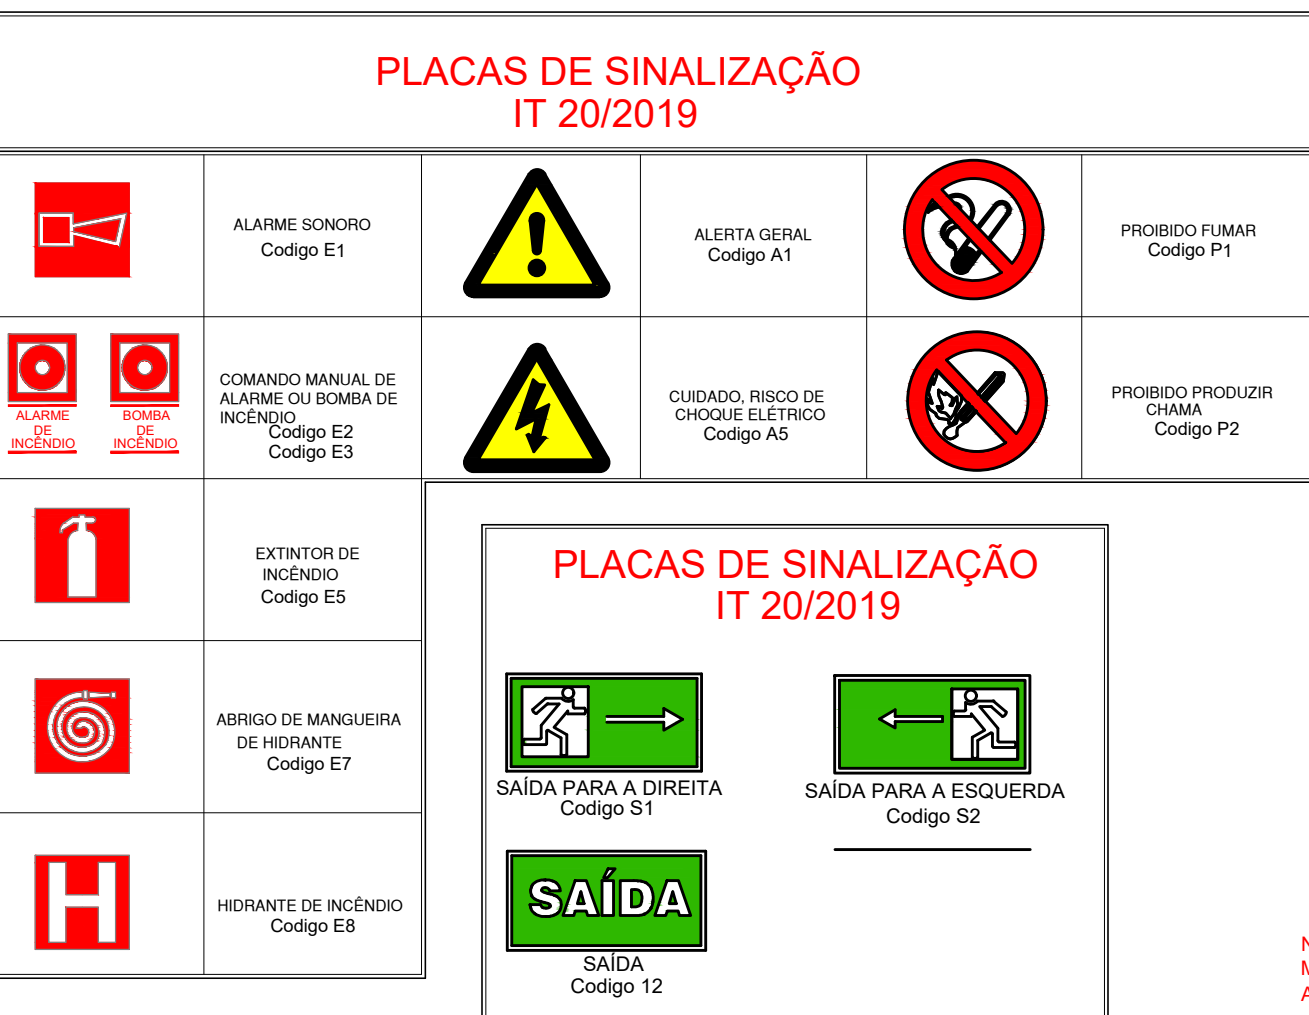 PLACAS DE SINALIZAÇÃO
IT 20/2019
ALARME SONORO
Codigo E1
ALERTA GERAL
Codigo A1
PROIBIDO FUMAR
Codigo P1
ALARME
DE
INCÊNDIO
BOMBA
DE
INCÊNDIO
COMANDO MANUAL DE
ALARME OU BOMBA DE
INCÊNDIO
Codigo E2
Codigo E3
CUIDADO, RISCO DE
CHOQUE ELÉTRICO
Codigo A5
PROIBIDO PRODUZIR
CHAMA
Codigo P2
EXTINTOR DE
INCÊNDIO
Codigo E5
ABRIGO DE MANGUEIRA
DE HIDRANTE
Codigo E7
H
HIDRANTE DE INCÊNDIO
Codigo E8
PLACAS DE SINALIZAÇÃO
IT 20/2019
SAÍDA PARA A DIREITA
Codigo S1
SAÍDA PARA A ESQUERDA
Codigo S2
SAÍDA
SAÍDA
Codigo 12